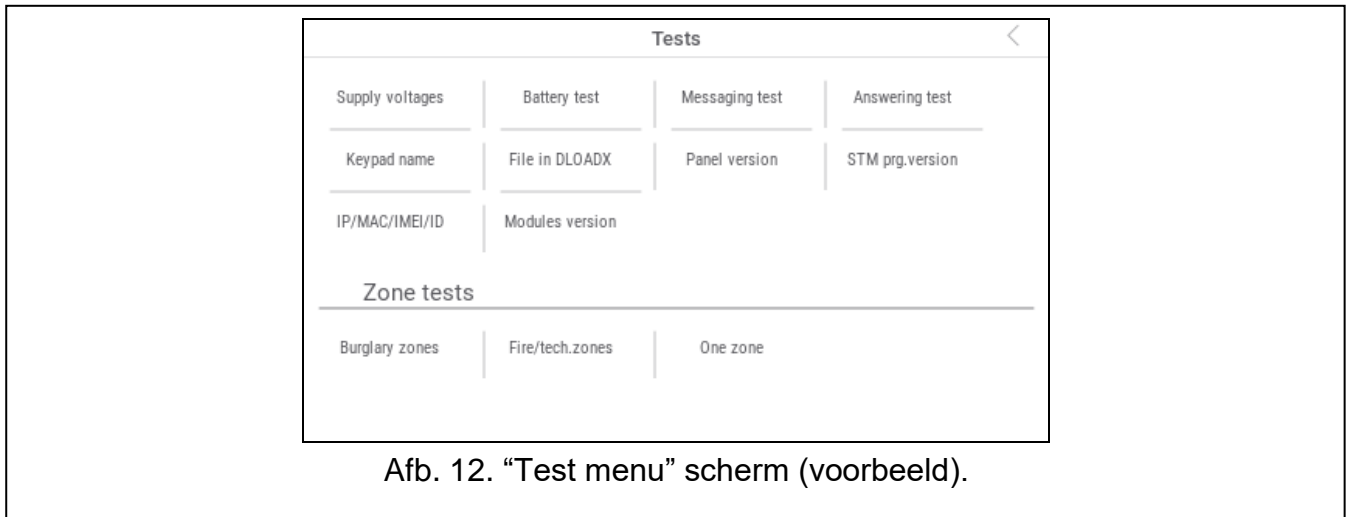 Tests
Supply voltages Battery test Messaging test Answering test
Keypad name File in DLOADX Panel version STM prg.version
IP/MAC/IMEI/ID Modules version
Zone tests
Burglary zones Fire/tech.zones One zone
Afb. 12. “Test menu” scherm (voorbeeld).